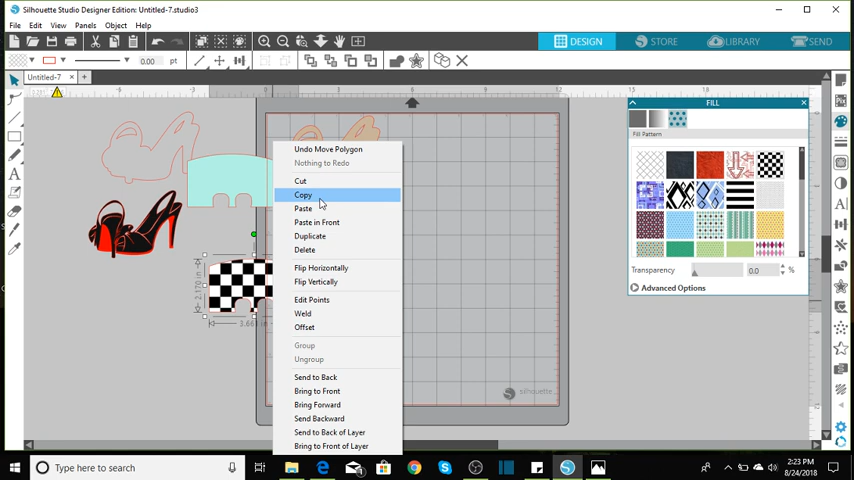 Silhouette Studio Designer Edition: Untitled-7.studio3
File Edit View Panels Object Help
0.00 pt
DESIGN STORE LIBRARY SEND
Untitled-7 × +
FILL
Fill Pattern
Undo Move Polygon
Nothing to Redo
Cut
Copy
Paste
Paste in Front
Duplicate
Delete
Flip Horizontally
Flip Vertically
Edit Points
Weld
Offset
Group
Ungroup
Send to Back
Bring to Front
Bring Forward
Send Backward
Send to Back of Layer
Bring to Front of Layer
2.170 in
Transparency 0.0 %
Advanced Options
silhouette
Type here to search
2:23 PM
8/24/2018